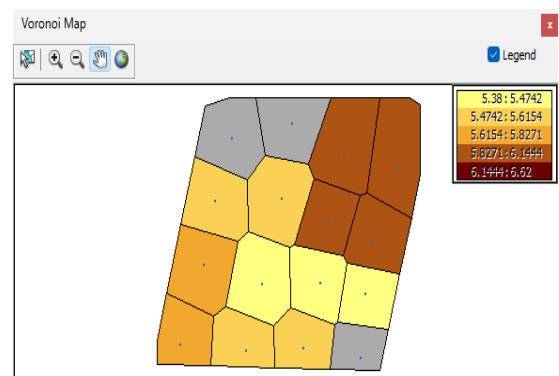 Voronoi Map
x
Legend
5.38 : 5.4742
5.4742 : 5.6154
5.6154 : 5.8271
5.8271 : 6.1444
6.1444 : 6.62